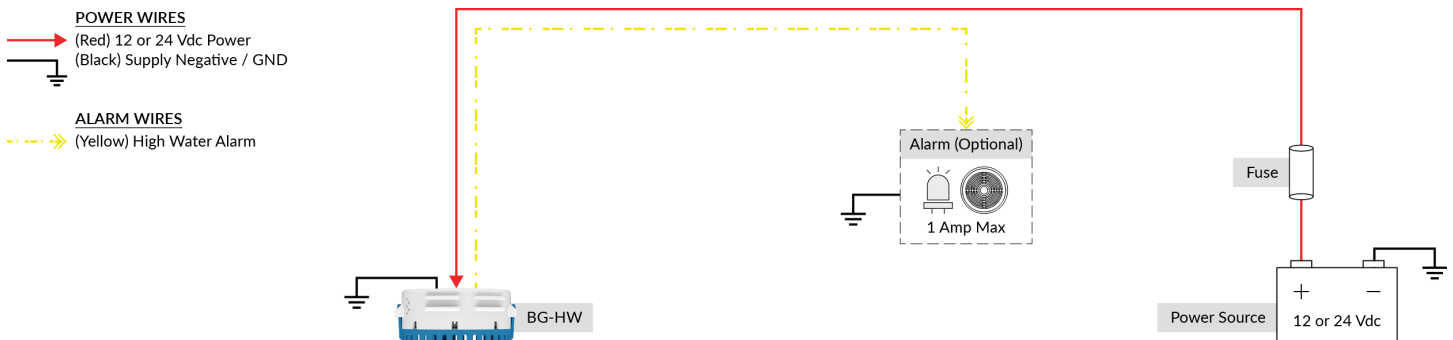 POWER WIRES
(Red) 12 or 24 Vdc Power
(Black) Supply Negative / GND
ALARM WIRES
(Yellow) High Water Alarm
Alarm (Optional)
1 Amp Max
Fuse
BG-HW
Power Source
+ −
12 or 24 Vdc